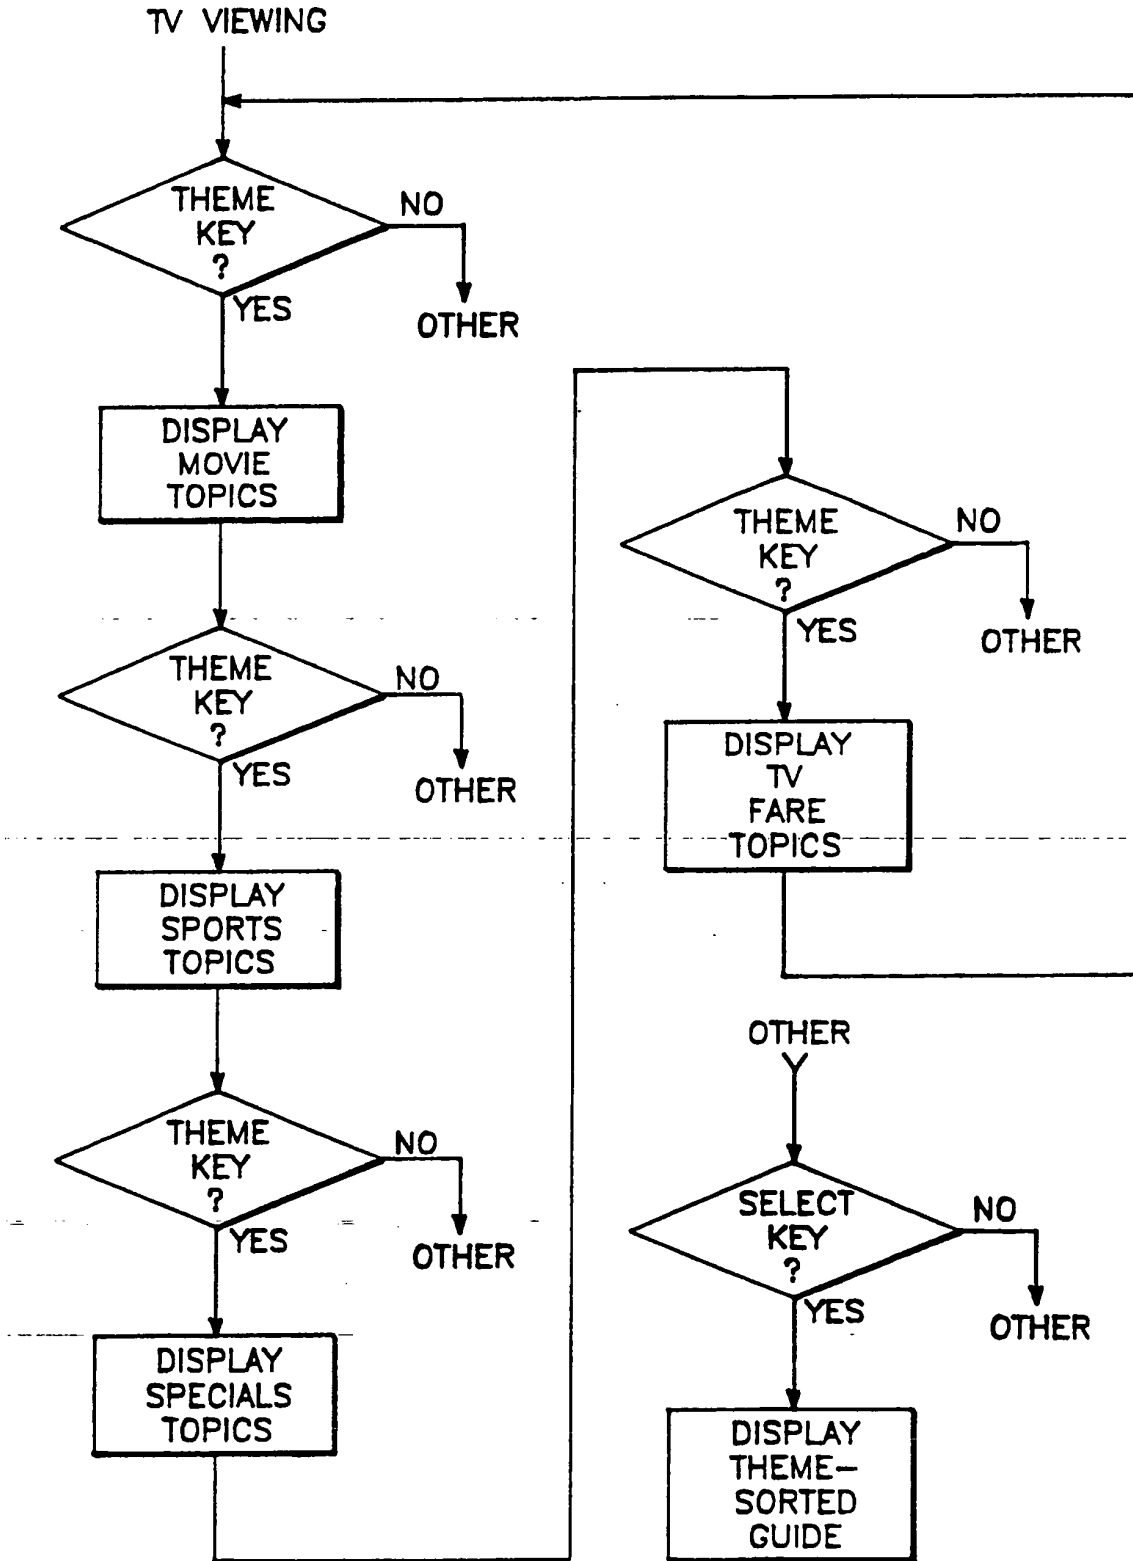 TV VIEWING
THEME
KEY
?
NO
YES
OTHER
DISPLAY
MOVIE
TOPICS
THEME
KEY
?
NO
YES
OTHER
DISPLAY
SPORTS
TOPICS
THEME
KEY
?
NO
YES
OTHER
DISPLAY
SPECIALS
TOPICS
THEME
KEY
?
NO
YES
OTHER
DISPLAY
TV
FARE
TOPICS
OTHER
SELECT
KEY
?
NO
YES
OTHER
DISPLAY
THEME-
SORTED
GUIDE